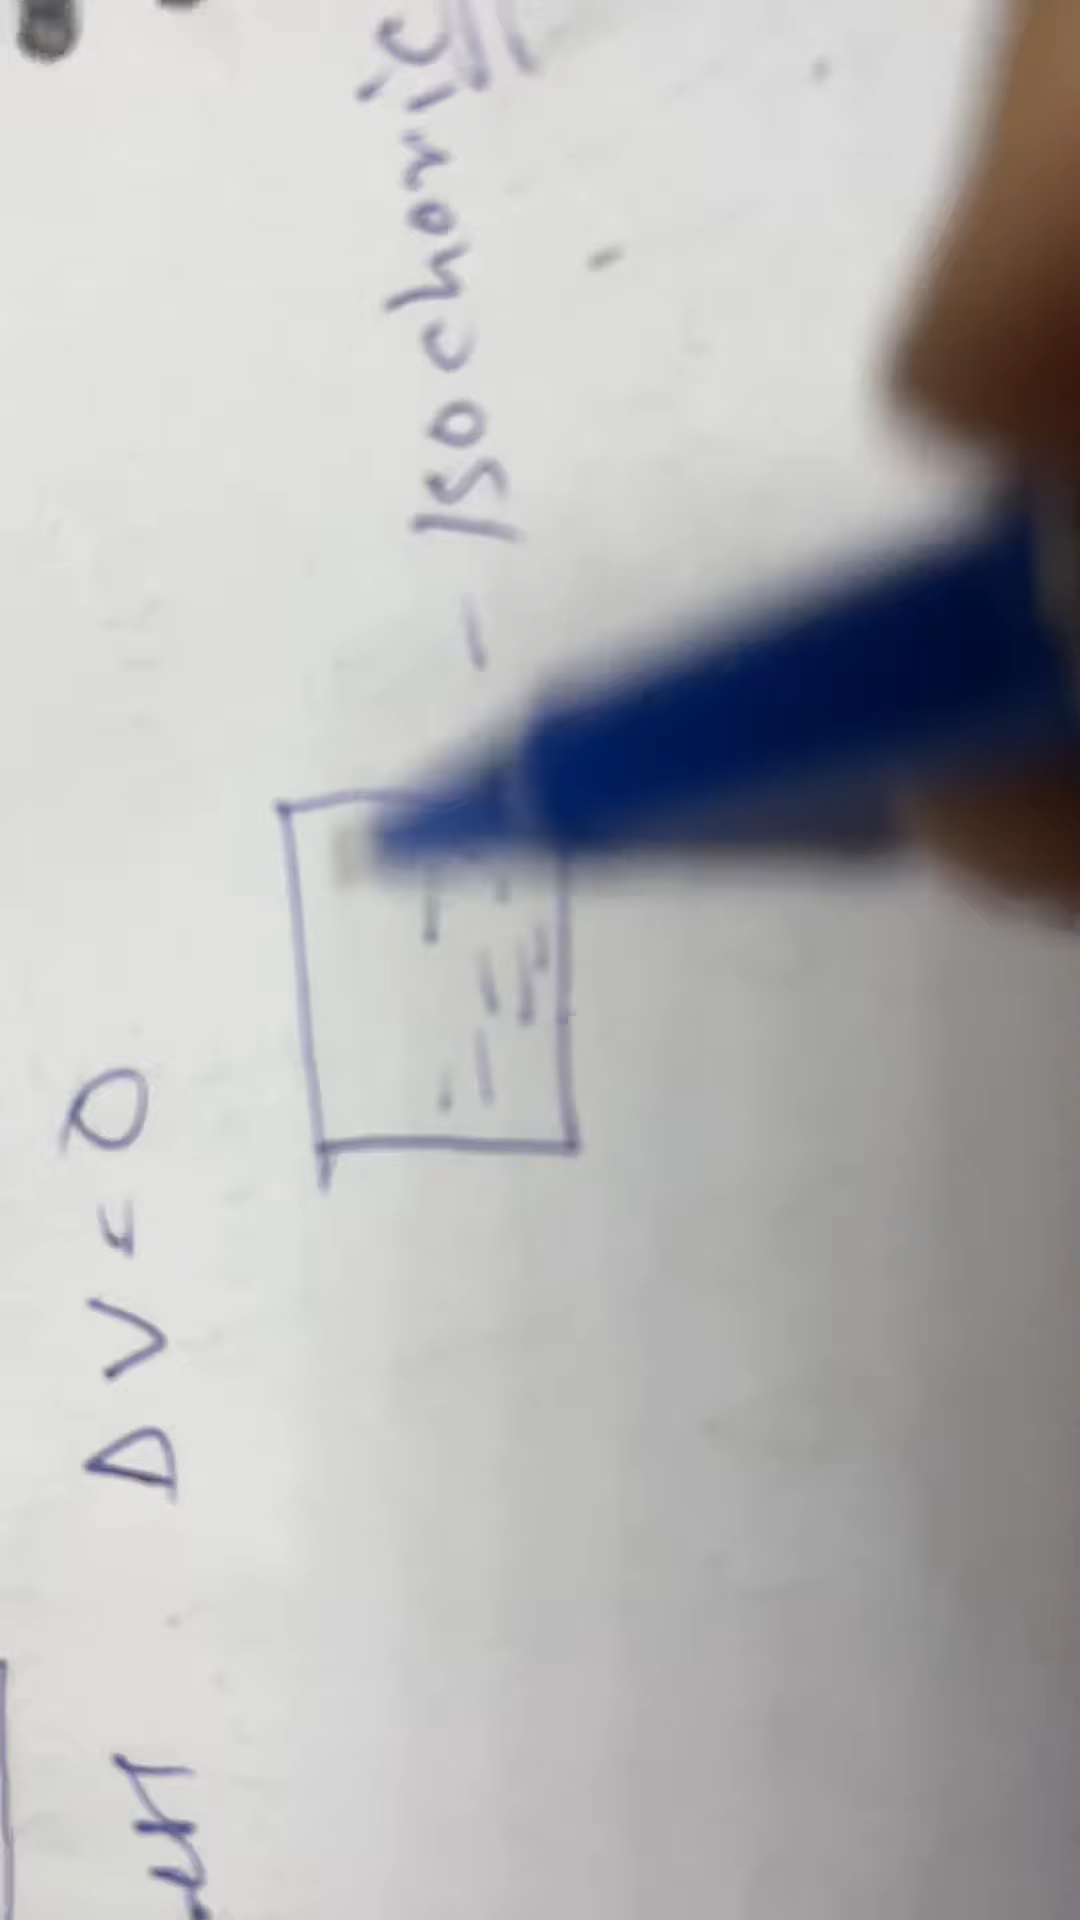 ΔV = 0
- Isochoric